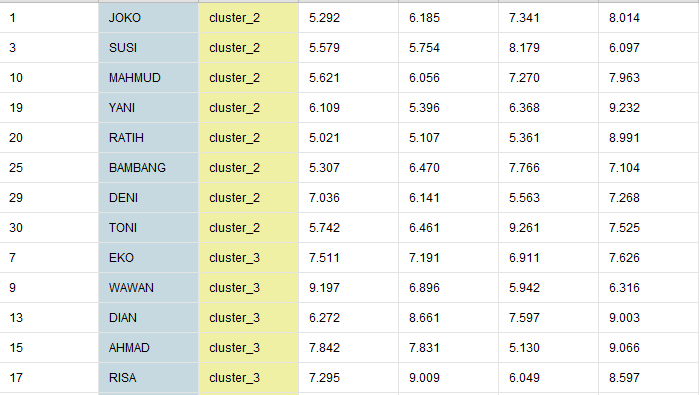 1 JOKO cluster_2 5.292 6.185 7.341 8.014
3 SUSI cluster_2 5.579 5.754 8.179 6.097
10 MAHMUD cluster_2 5.621 6.056 7.270 7.963
19 YANI cluster_2 6.109 5.396 6.368 9.232
20 RATIH cluster_2 5.021 5.107 5.361 8.991
25 BAMBANG cluster_2 5.307 6.470 7.766 7.104
29 DENI cluster_2 7.036 6.141 5.563 7.268
30 TONI cluster_2 5.742 6.461 9.261 7.525
7 EKO cluster_3 7.511 7.191 6.911 7.626
9 WAWAN cluster_3 9.197 6.896 5.942 6.316
13 DIAN cluster_3 6.272 8.661 7.597 9.003
15 AHMAD cluster_3 7.842 7.831 5.130 9.066
17 RISA cluster_3 7.295 9.009 6.049 8.597